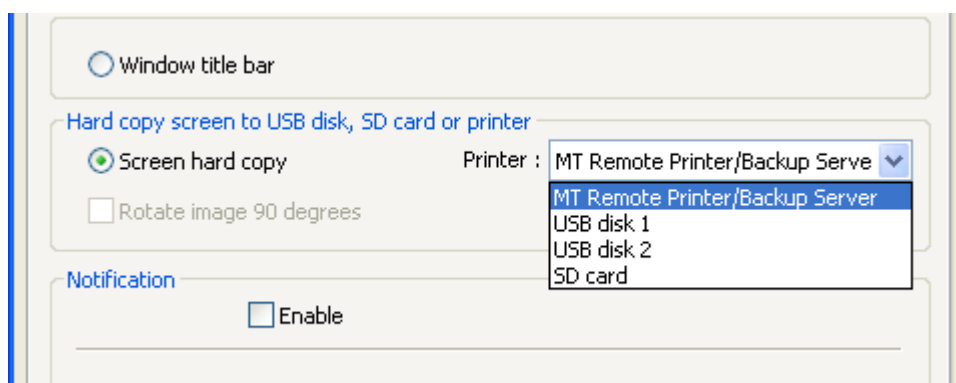 Window title bar
Hard copy screen to USB disk, SD card or printer
Screen hard copy
Printer :
MT Remote Printer/Backup Serve
Rotate image 90 degrees
MT Remote Printer/Backup Server
USB disk 1
USB disk 2
SD card
Notification
Enable